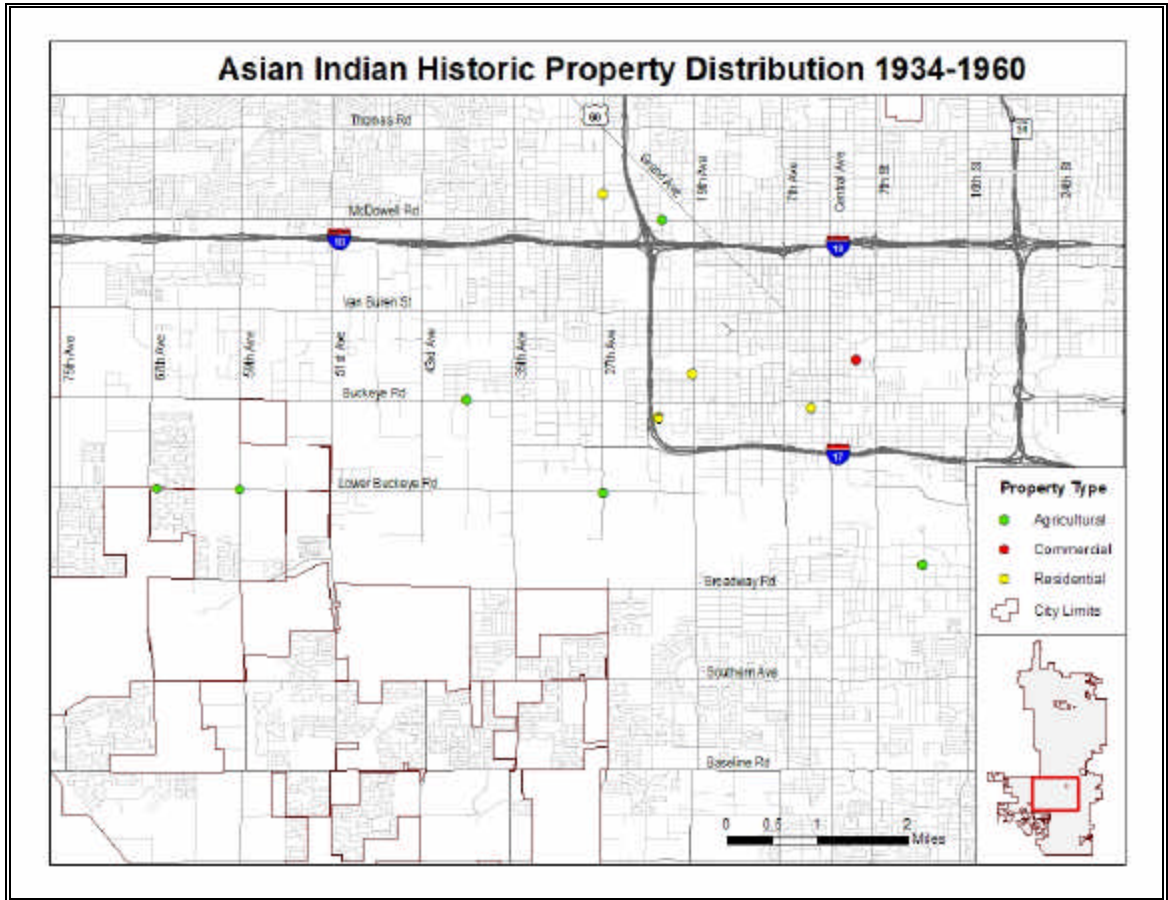 Asian Indian Historic Property Distribution 1934-1960
Thomas Rd
60
Grand Ave
19th Ave
7th Ave
Central Ave
7th St
16th St
24th St
McDowell Rd
10
10
Van Buren St
75th Ave
67th Ave
59th Ave
51st Ave
43rd Ave
35th Ave
27th Ave
Buckeye Rd
17
Lower Buckeye Rd
Property Type
Agricultural
Commercial
Residential
City Limits
Broadway Rd
Southern Ave
Baseline Rd
0 0.5 1 2
Miles